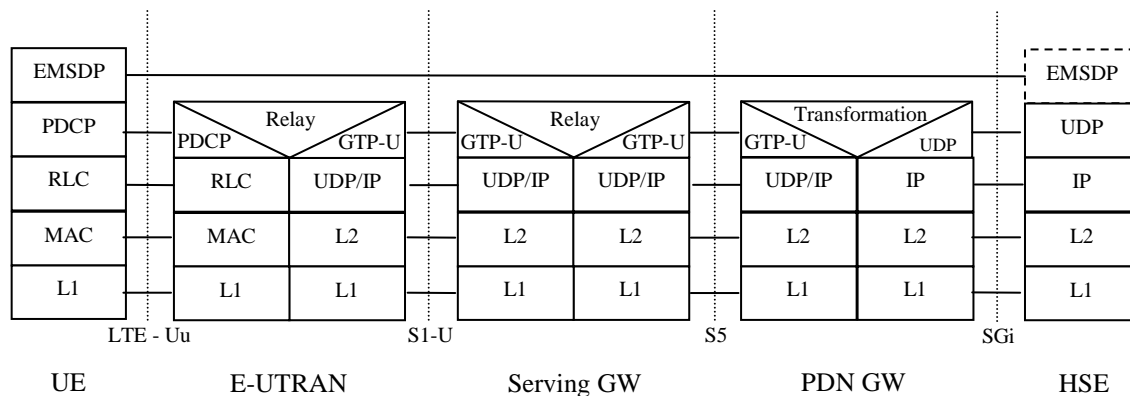 EMSDP
EMSDP
Relay
Relay
Transformation
PDCP
PDCP
GTP-U
GTP-U
GTP-U
GTP-U
UDP
UDP
RLC
RLC
UDP/IP
UDP/IP
UDP/IP
UDP/IP
IP
IP
MAC
MAC
L2
L2
L2
L2
L2
L2
L1
L1
L1
L1
L1
L1
L1
L1
LTE - Uu
S1-U
S5
SGi
UE
E-UTRAN
Serving GW
PDN GW
HSE